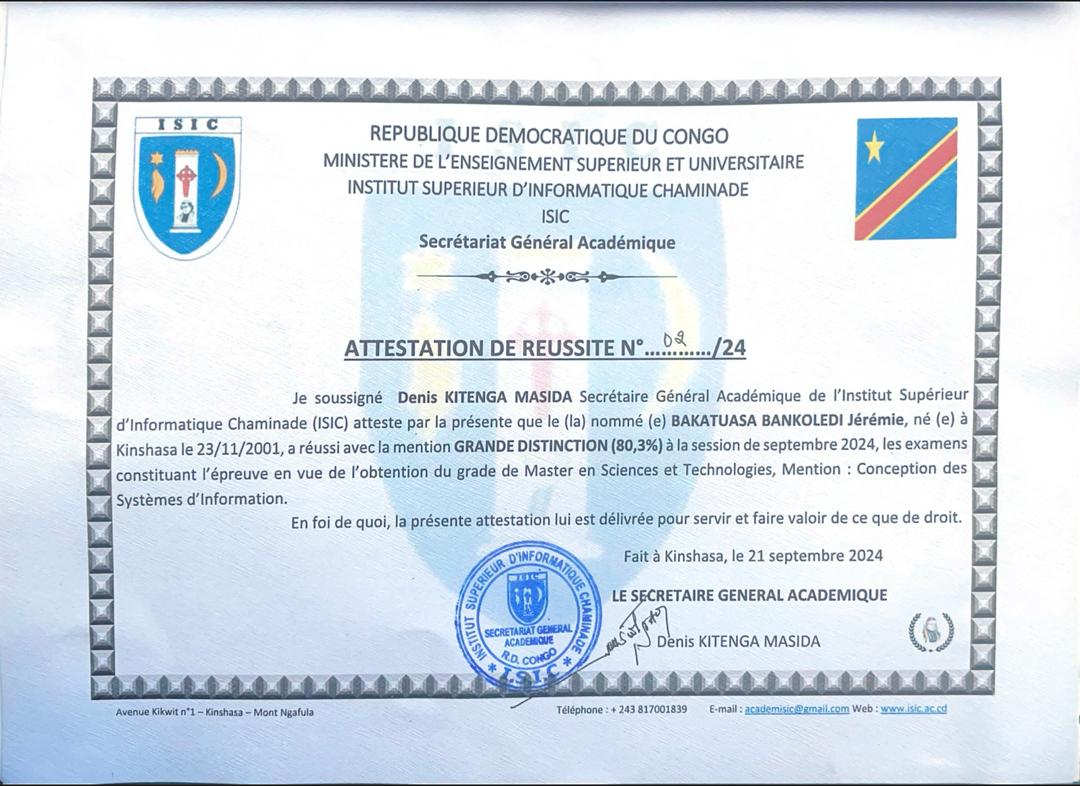 ISIC
REPUBLIQUE DEMOCRATIQUE DU CONGO
MINISTERE DE L'ENSEIGNEMENT SUPERIEUR ET UNIVERSITAIRE
INSTITUT SUPERIEUR D'INFORMATIQUE CHAMINADE
ISIC
Secrétariat Général Académique
ATTESTATION DE REUSSITE N°....02......./24
Je soussigné Denis KITENGA MASIDA Secrétaire Général Académique de l'Institut Supérieur
d'Informatique Chaminade (ISIC) atteste par la présente que le (la) nommé (e) BAKATUASA BANKOLEDI Jérémie, né (e) à
Kinshasa le 23/11/2001, a réussi avec la mention GRANDE DISTINCTION (80,3%) à la session de septembre 2024, les examens
constituant l'épreuve en vue de l'obtention du grade de Master en Sciences et Technologies, Mention : Conception des
Systèmes d'Information.
En foi de quoi, la présente attestation lui est délivrée pour servir et faire valoir de ce que de droit.
Fait à Kinshasa, le 21 septembre 2024
LE SECRETAIRE GENERAL ACADEMIQUE
Denis KITENGA MASIDA
INSTITUT SUPERIEUR D'INFORMATIQUE CHAMINADE
ISIC
SECRETARIAT GENERAL
ACADEMIQUE
R.D. CONGO
* I.S.I.C *
Avenue Kikwit n°1 – Kinshasa – Mont Ngafula
Téléphone : + 243 817001839 E-mail : academisic@gmail.com Web : www.isic.ac.cd